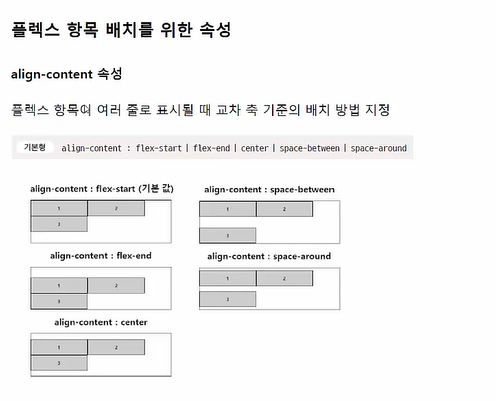 플렉스 항목 배치를 위한 속성
align-content 속성
플렉스 항목이 여러 줄로 표시될 때 교차 축 기준의 배치 방법 지정
기본형 align-content : flex-start | flex-end | center | space-between | space-around
align-content : flex-start (기본 값)
1 2
3
align-content : flex-end
1 2
3
align-content : center
1 2
3
align-content : space-between
1 2
3
align-content : space-around
1 2
3